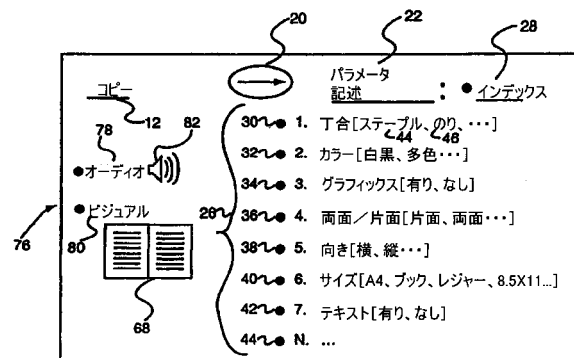 20
22
28
コピー
パラメータ
記述 : ●インデックス
12
78
82
●オーディオ
●ビジュアル
80
76
68
26
30 ● 1. 丁合[ステープル、のり、・・・]
44 46
32 ● 2. カラー[白黒、多色・・・]
34 ● 3. グラフィックス[有り、なし]
36 ● 4. 両面／片面[片面、両面・・・]
38 ● 5. 向き[横、縦・・・]
40 ● 6. サイズ[A4、ブック、レジャー、8.5X11...]
42 ● 7. テキスト[有り、なし]
44 ● N. ...